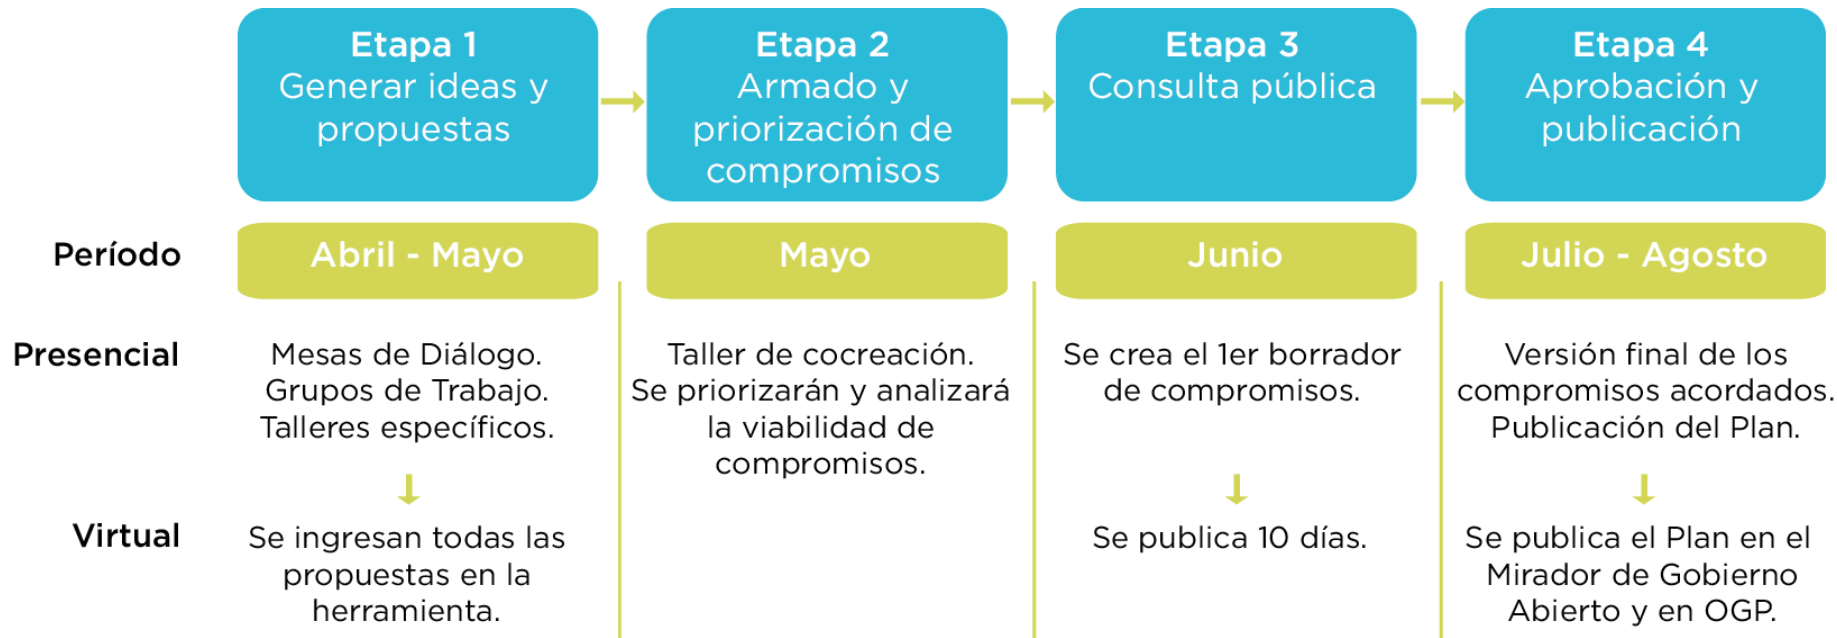 Etapa 1
Generar ideas y
propuestas
Etapa 2
Armado y
priorización de
compromisos
Etapa 3
Consulta pública
Etapa 4
Aprobación y
publicación
Período
Abril - Mayo
Mayo
Junio
Julio - Agosto
Presencial
Mesas de Diálogo.
Grupos de Trabajo.
Talleres específicos.
Taller de cocreación.
Se priorizarán y analizará
la viabilidad de
compromisos.
Se crea el 1er borrador
de compromisos.
Versión final de los
compromisos acordados.
Publicación del Plan.
Virtual
Se ingresan todas las
propuestas en la
herramienta.
Se publica 10 días.
Se publica el Plan en el
Mirador de Gobierno
Abierto y en OGP.